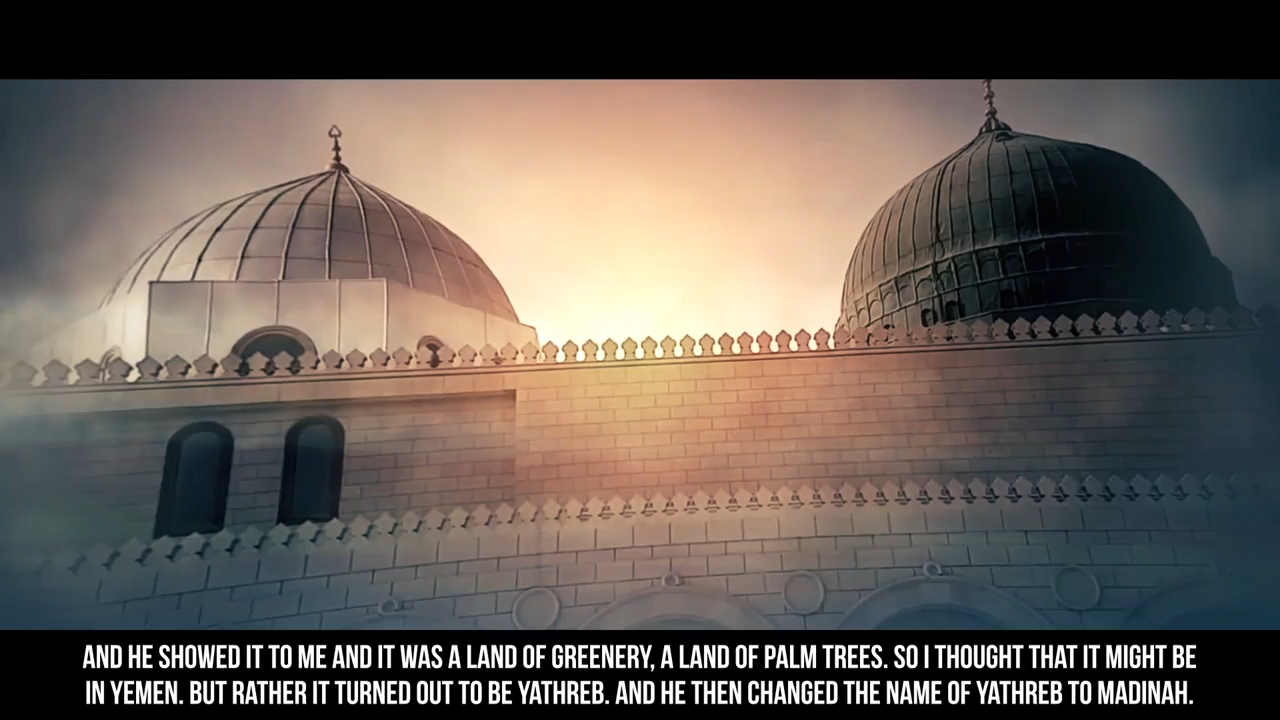 AND HE SHOWED IT TO ME AND IT WAS A LAND OF GREENERY, A LAND OF PALM TREES. SO I THOUGHT THAT IT MIGHT BE
IN YEMEN. BUT RATHER IT TURNED OUT TO BE YATHREB. AND HE THEN CHANGED THE NAME OF YATHREB TO MADINAH.